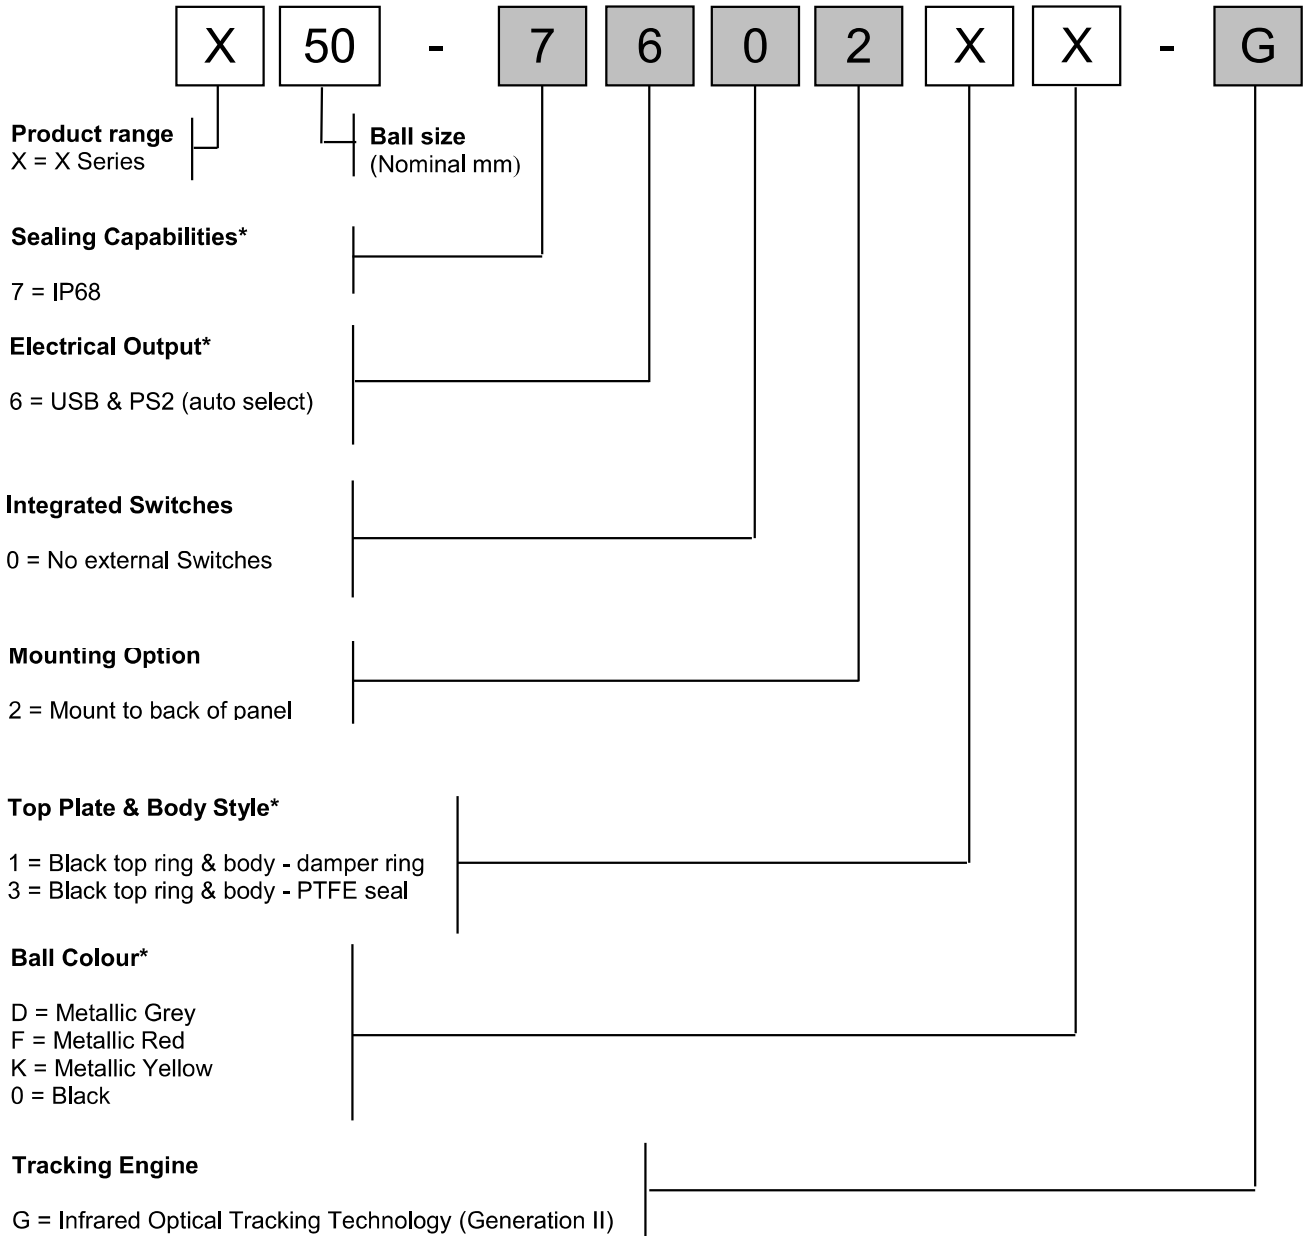 X 50 - 7 6 0 2 X X - G
Product range
X = X Series
Ball size
(Nominal mm)
Sealing Capabilities*
7 = IP68
Electrical Output*
6 = USB & PS2 (auto select)
Integrated Switches
0 = No external Switches
Mounting Option
2 = Mount to back of panel
Top Plate & Body Style*
1 = Black top ring & body - damper ring
3 = Black top ring & body - PTFE seal
Ball Colour*
D = Metallic Grey
F = Metallic Red
K = Metallic Yellow
0 = Black
Tracking Engine
G = Infrared Optical Tracking Technology (Generation II)